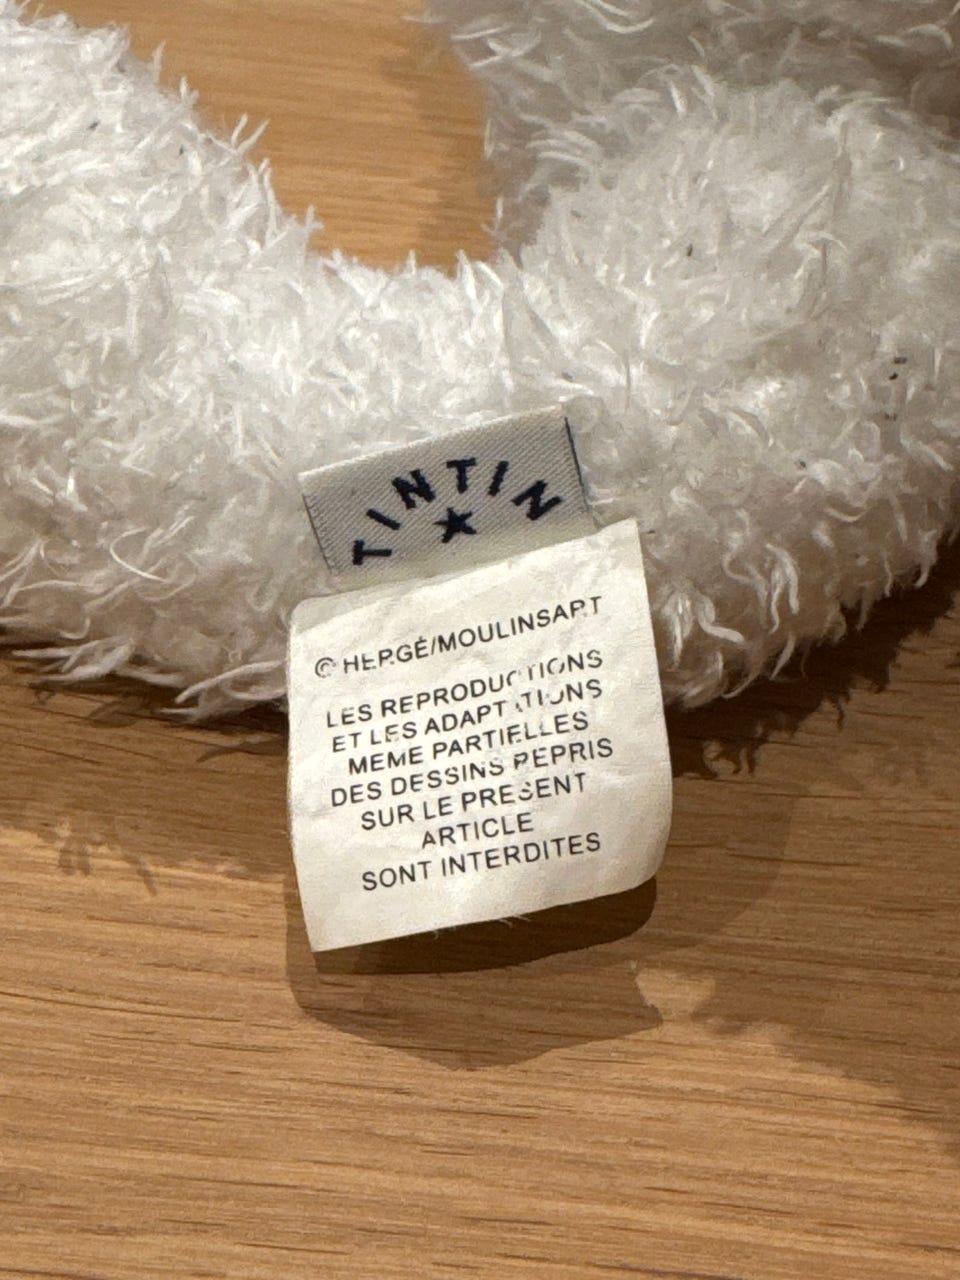 TINTIN
© HERGÉ/MOULINSART
LES REPRODUCTIONS
ET LES ADAPTATIONS
MEME PARTIELLES
DES DESSINS REPRIS
SUR LE PRESENT
ARTICLE
SONT INTERDITES